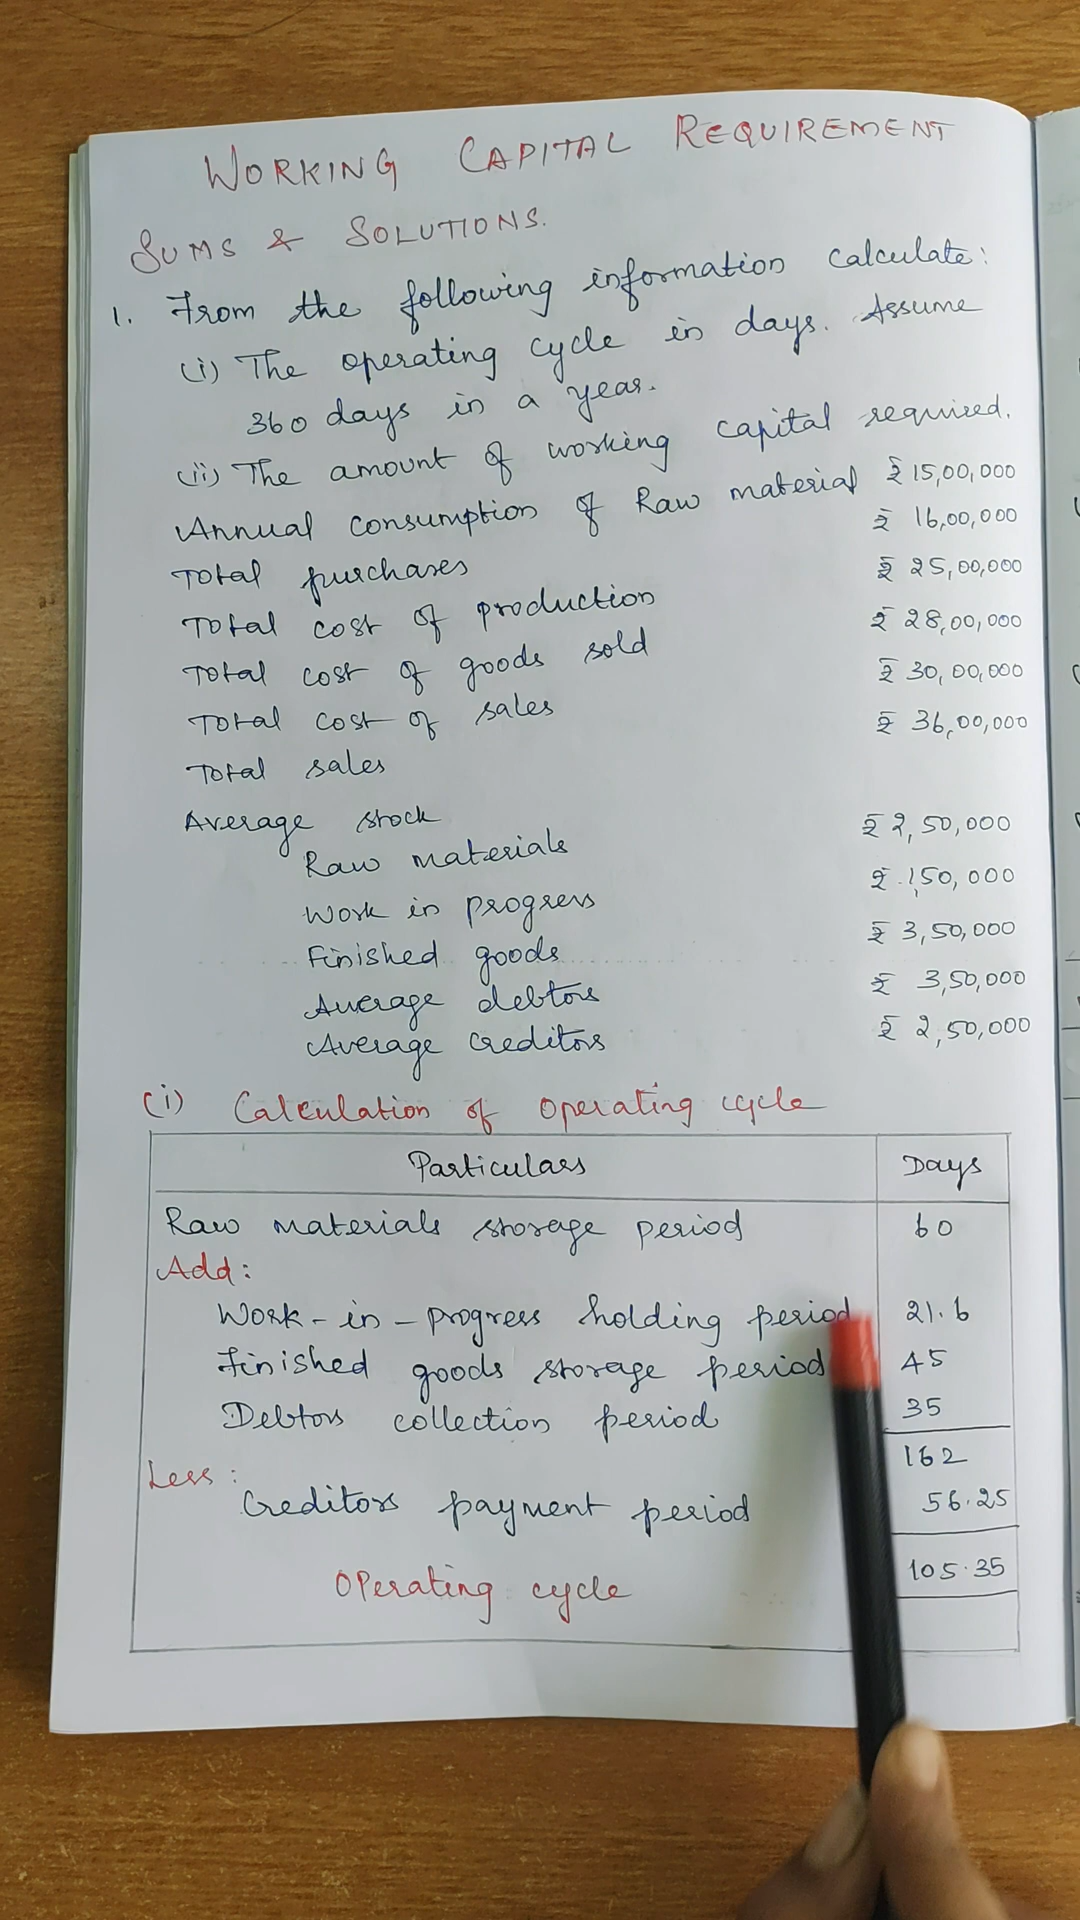 WORKING CAPITAL REQUIREMENT
SUMS & SOLUTIONS.
1. From the following information calculate:
(i) The operating cycle in days. Assume
360 days in a year.
(ii) The amount of working capital required.
Annual consumption of Raw material ₹ 15,00,000
Total purchases ₹ 16,00,000
Total cost of production ₹ 25,00,000
Total cost of goods sold ₹ 28,00,000
Total cost of sales ₹ 30,00,000
Total sales ₹ 36,00,000
Average stock
Raw materials ₹ 2,50,000
Work in progress ₹ 1,50,000
Finished goods ₹ 3,50,000
Average debtors ₹ 3,50,000
Average creditors ₹ 2,50,000
(i) Calculation of operating cycle
Particulars Days
Raw materials storage period 60
Add:
Work-in-progress holding period 21.6
Finished goods storage period 45
Debtors collection period 35
162
Less:
Creditors payment period 56.25
Operating cycle 105.35